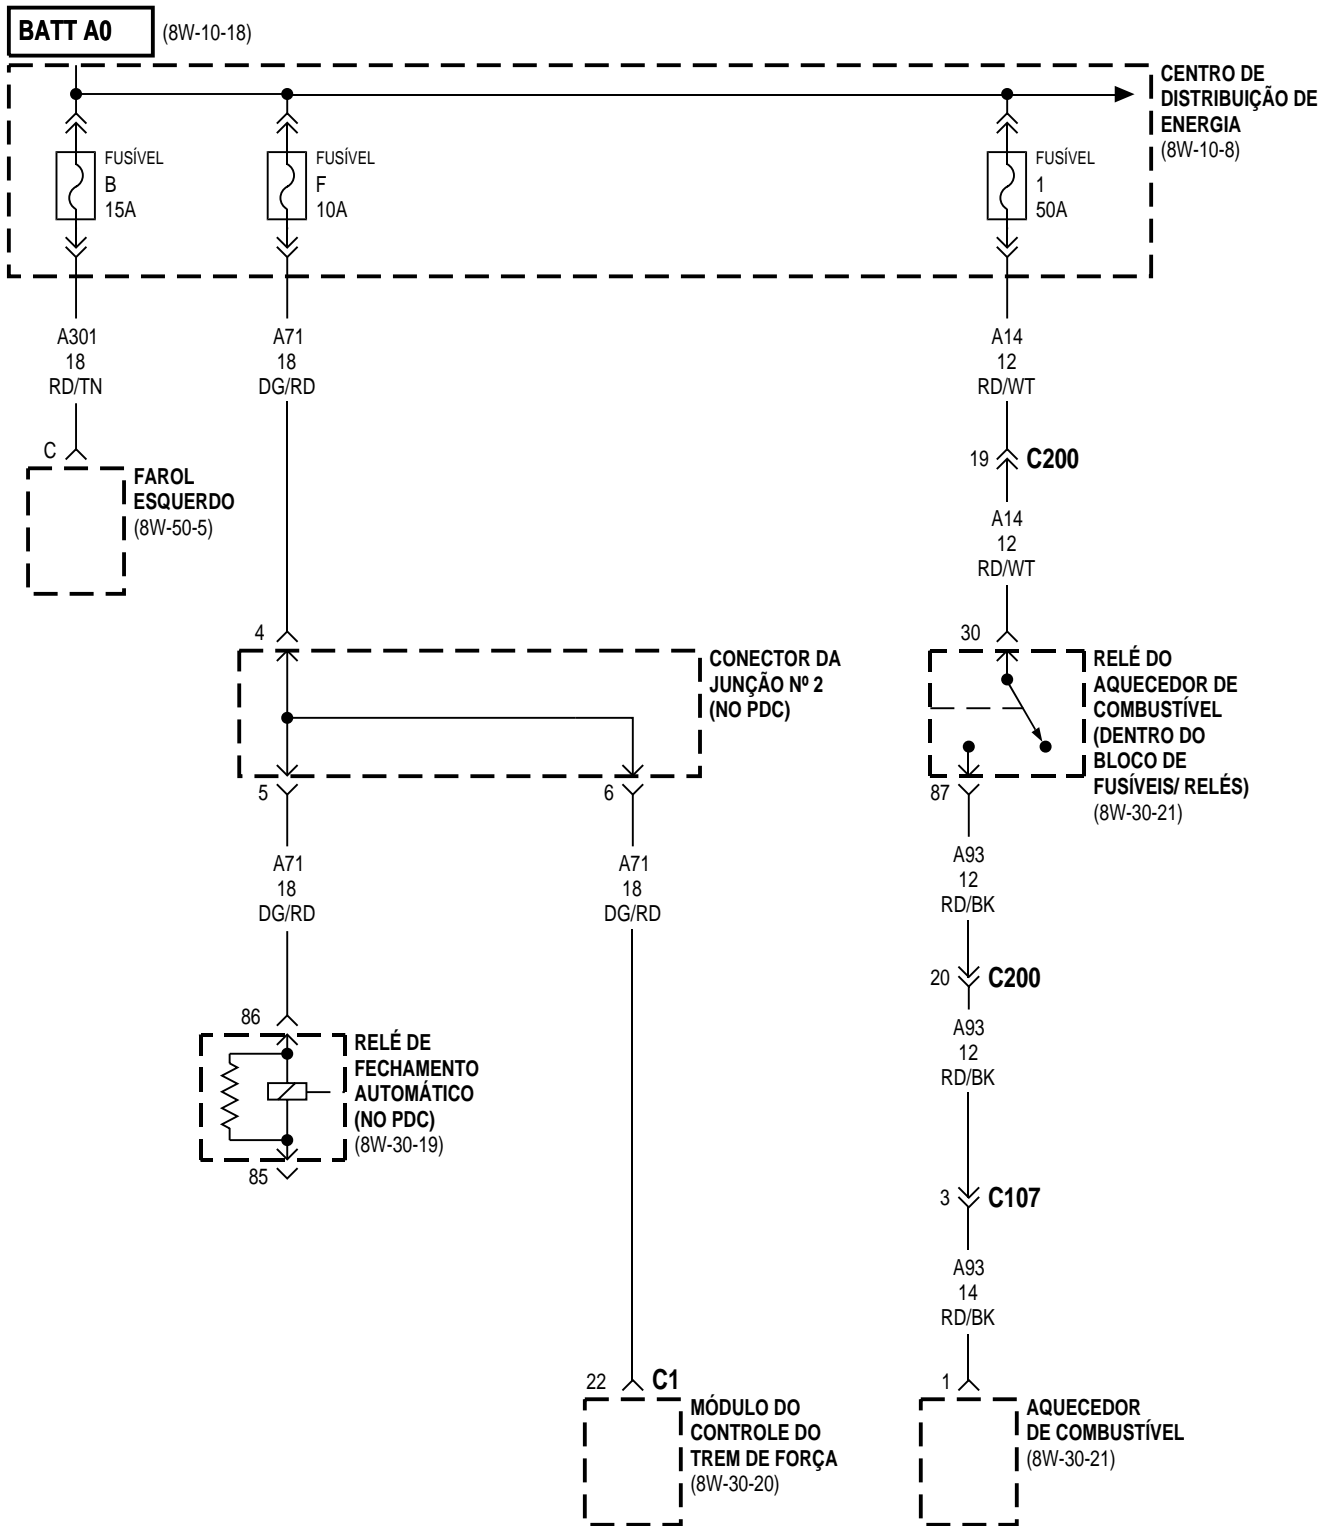 BATT A0
(8W-10-18)
CENTRO DE
DISTRIBUIÇÃO DE
ENERGIA
(8W-10-8)
FUSÍVEL
B
15A
FUSÍVEL
F
10A
FUSÍVEL
1
50A
A301
18
RD/TN
A71
18
DG/RD
A14
12
RD/WT
C
FAROL
ESQUERDO
(8W-50-5)
19
C200
A14
12
RD/WT
4
CONECTOR DA
JUNÇÃO Nº 2
(NO PDC)
30
RELÉ DO
AQUECEDOR DE
COMBUSTÍVEL
(DENTRO DO
BLOCO DE
FUSÍVEIS/ RELÉS)
(8W-30-21)
5
6
87
A71
18
DG/RD
A71
18
DG/RD
A93
12
RD/BK
20
C200
86
RELÉ DE
FECHAMENTO
AUTOMÁTICO
(NO PDC)
(8W-30-19)
85
A93
12
RD/BK
3
C107
A93
14
RD/BK
22
C1
MÓDULO DO
CONTROLE DO
TREM DE FORÇA
(8W-30-20)
1
AQUECEDOR
DE COMBUSTÍVEL
(8W-30-21)